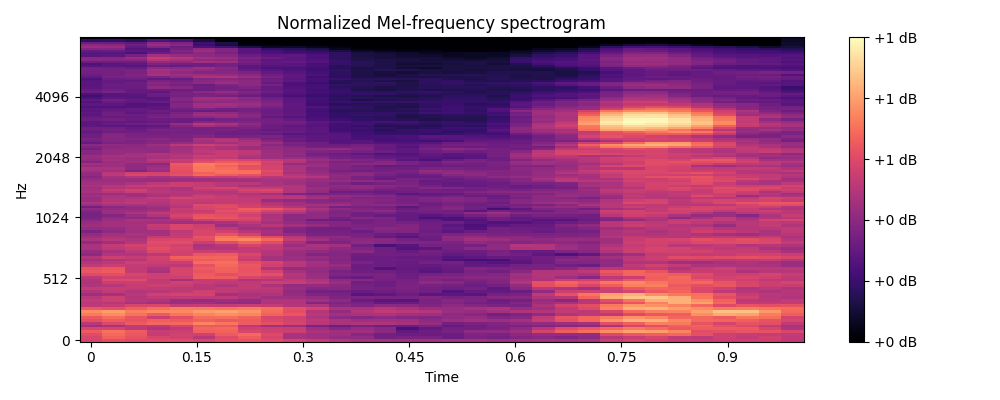 Normalized Mel-frequency spectrogram
Hz
4096
2048
1024
512
0
0 0.15 0.3 0.45 0.6 0.75 0.9
Time
+1 dB
+1 dB
+1 dB
+0 dB
+0 dB
+0 dB